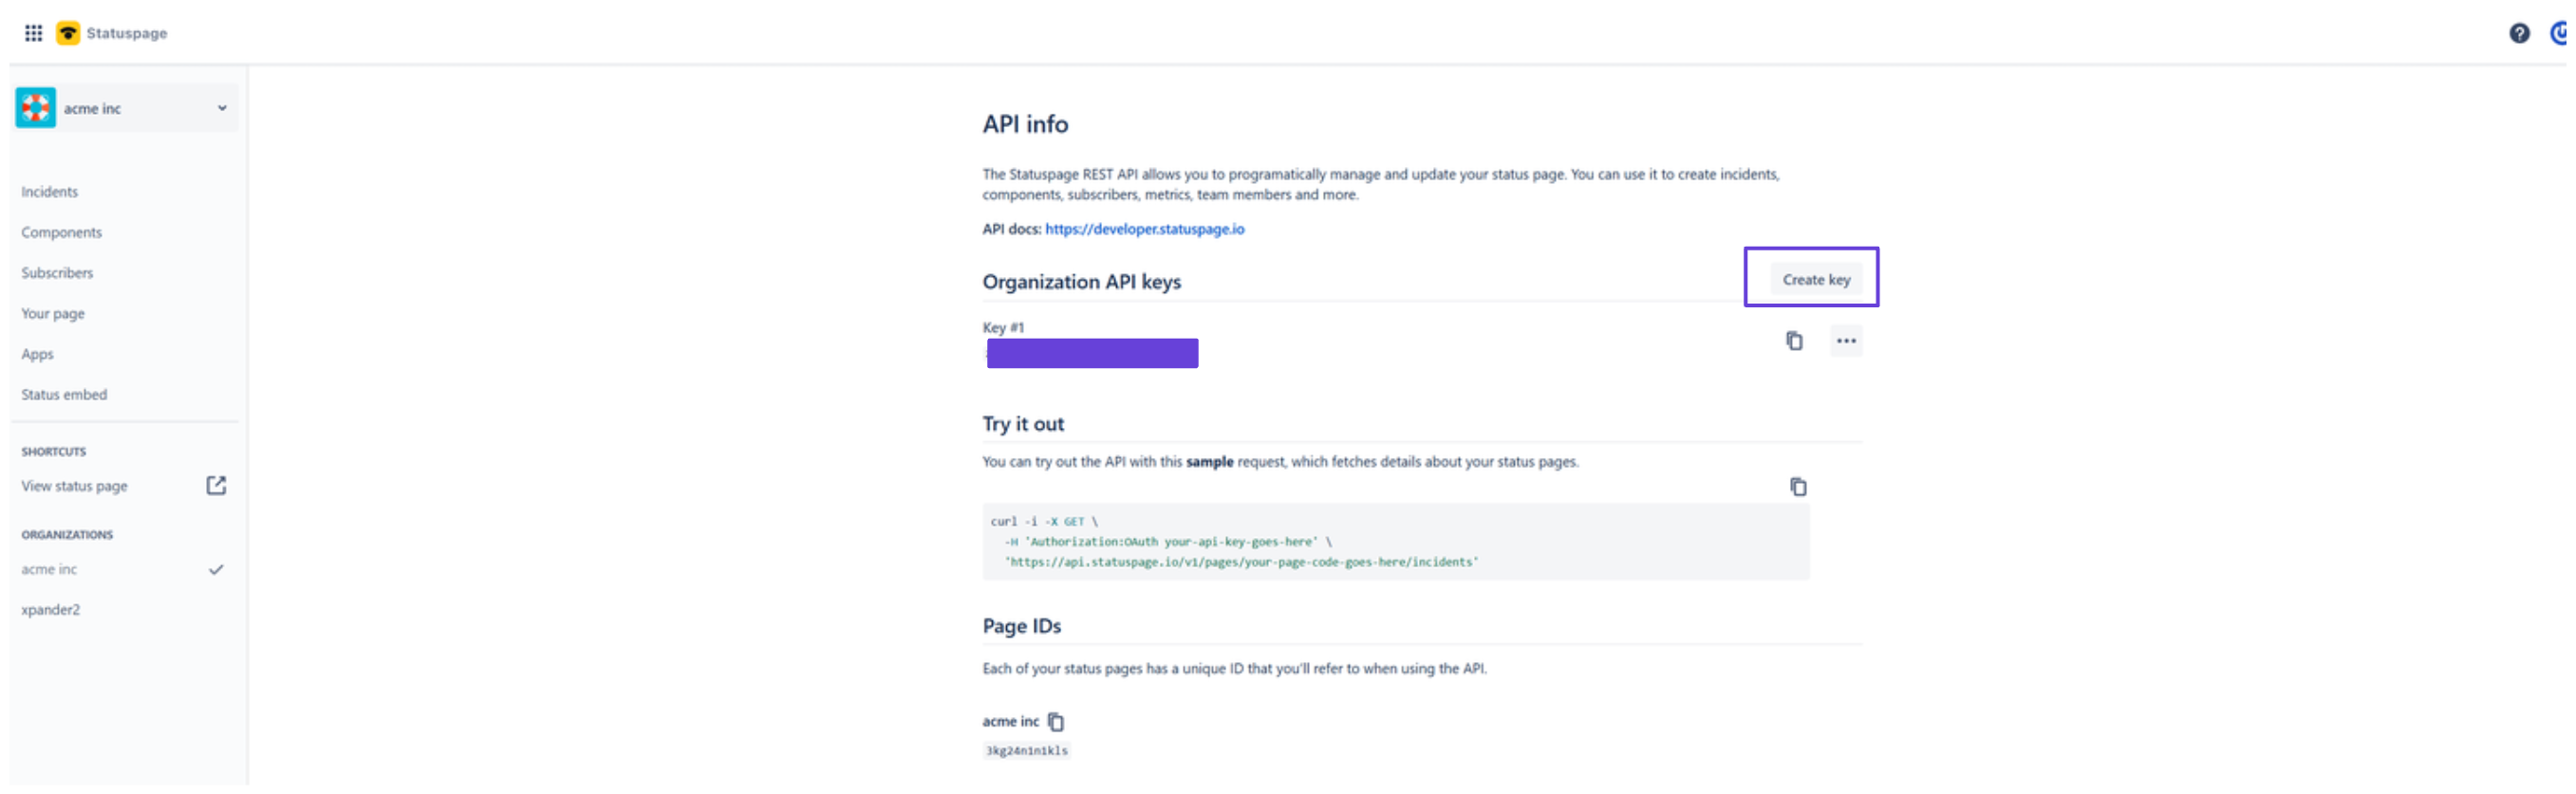 Statuspage
acme inc
Incidents
Components
Subscribers
Your page
Apps
Status embed
SHORTCUTS
View status page
ORGANIZATIONS
acme inc
xpander2
API info
The Statuspage REST API allows you to programatically manage and update your status page. You can use it to create incidents,
components, subscribers, metrics, team members and more.
API docs: https://developer.statuspage.io
Organization API keys
Create key
Key #1
Try it out
You can try out the API with this sample request, which fetches details about your status pages.
curl -i -X GET \
-H 'Authorization:OAuth your-api-key-goes-here' \
'https://api.statuspage.io/v1/pages/your-page-code-goes-here/incidents'
Page IDs
Each of your status pages has a unique ID that you'll refer to when using the API.
acme inc
3kg24n1n1kls